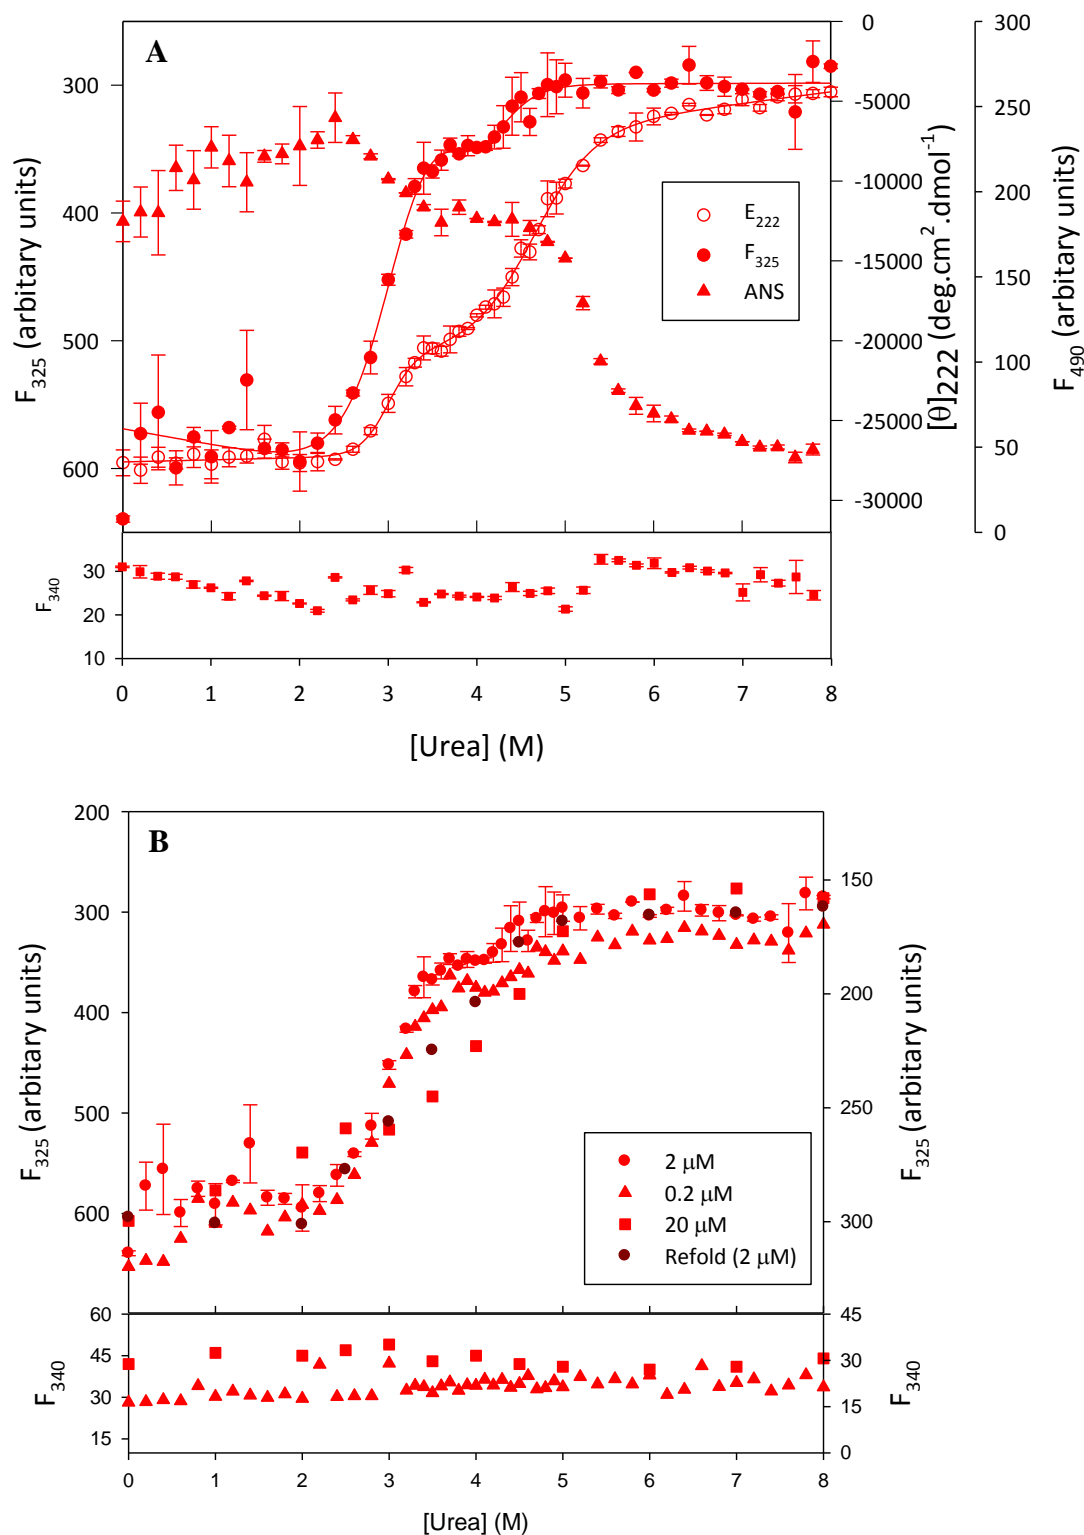 A
300
400
500
600
F325 (arbitary units)
0
-5000
-10000
-15000
-20000
-25000
-30000
[θ]222 (deg.cm2.dmol-1)
300
250
200
150
100
50
0
F490 (arbitary units)
E222
F325
ANS
30
20
10
F340
0 1 2 3 4 5 6 7 8
[Urea] (M)
B
200
300
400
500
600
F325 (arbitary units)
150
200
250
300
F325 (arbitary units)
2 μM
0.2 μM
20 μM
Refold (2 μM)
60
45
30
15
F340
45
30
15
0
F340
0 1 2 3 4 5 6 7 8
[Urea] (M)